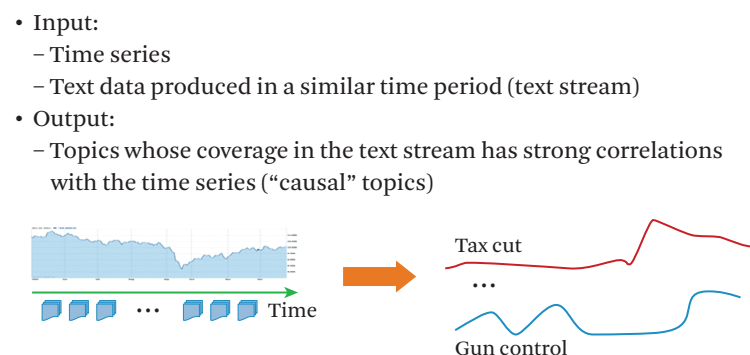 • Input:
– Time series
– Text data produced in a similar time period (text stream)
• Output:
– Topics whose coverage in the text stream has strong correlations
with the time series (“causal” topics)
Tax cut
...
... Time
Gun control